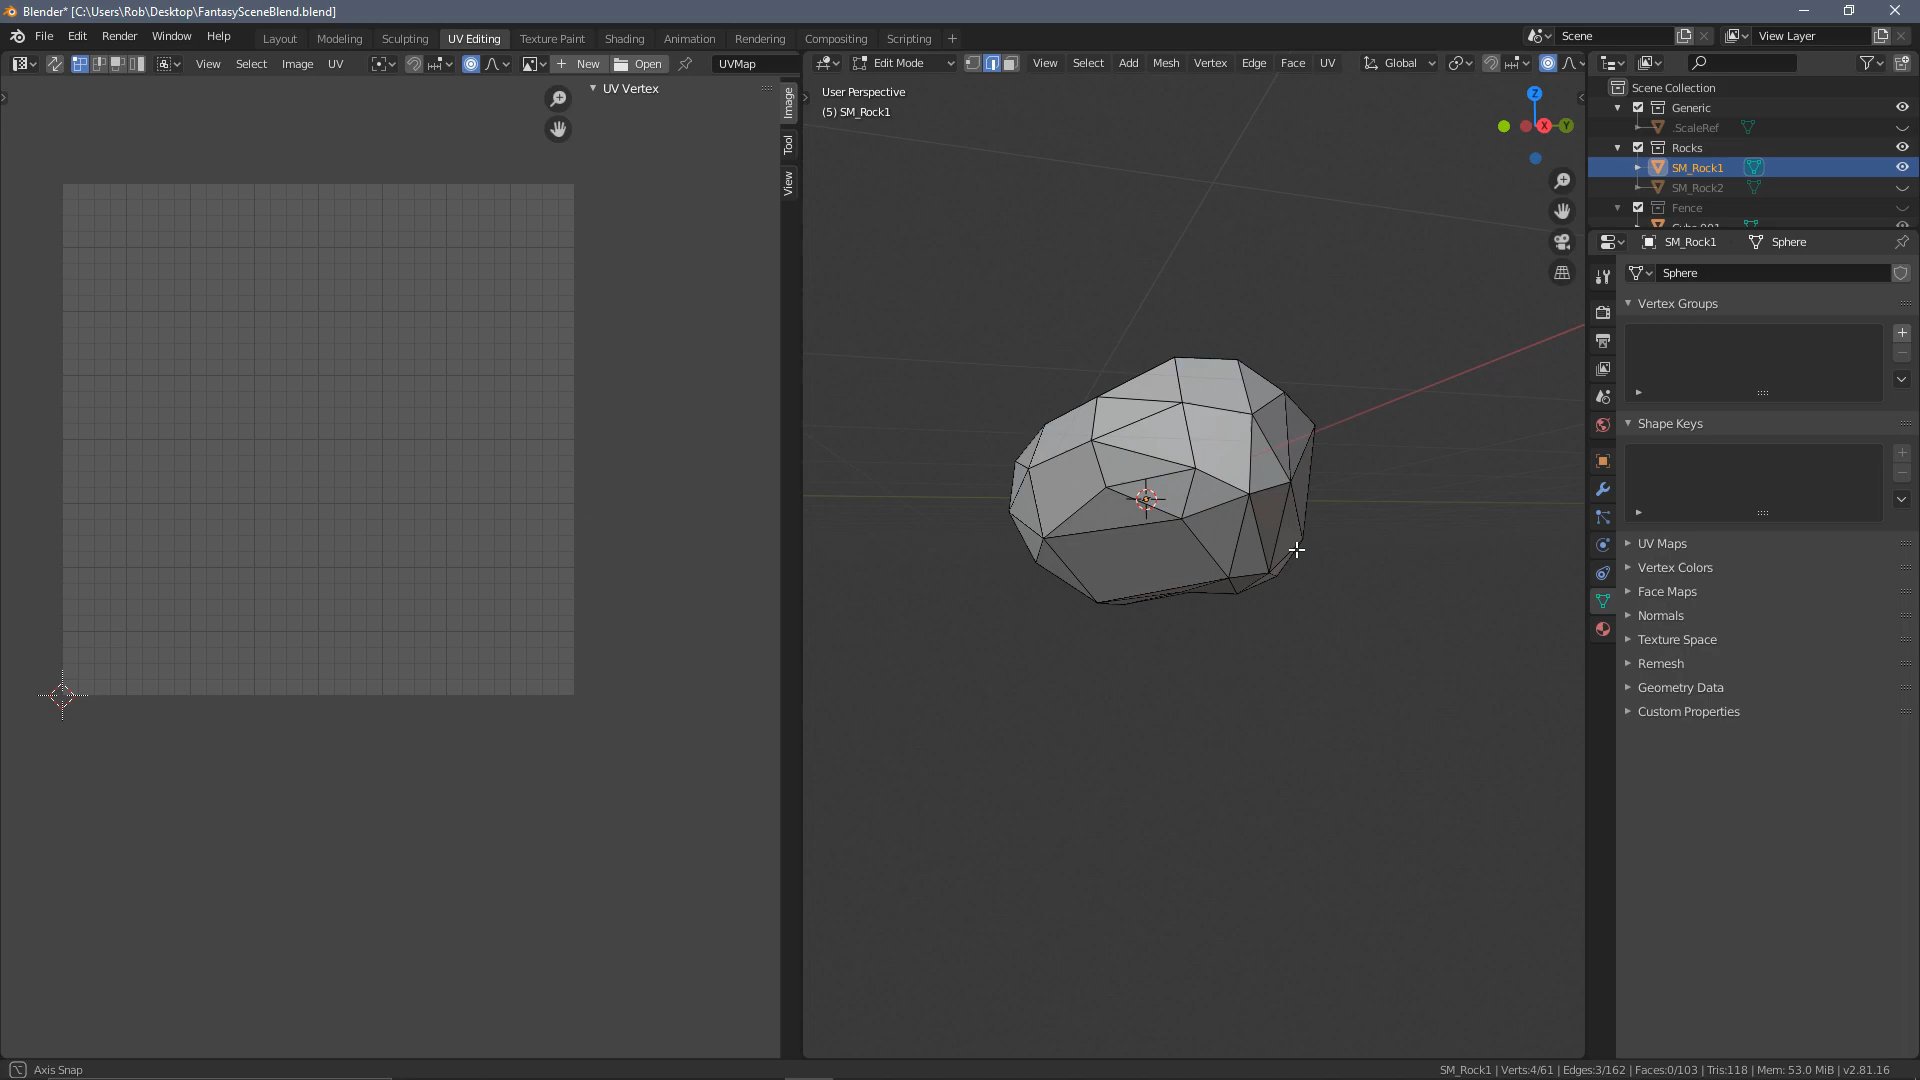 Blender* [C:\Users\Rob\Desktop\FantasySceneBlend.blend]
File Edit Render Window Help Layout Modeling Sculpting UV Editing Texture Paint Shading Animation Rendering Compositing Scripting Scene View Layer
View Select Image UV New Open UVMap Edit Mode View Select Add Mesh Vertex Edge Face UV Global
UV Vertex
Image
Tool
View
User Perspective
(5) SM_Rock1
Z
X
Y
Scene Collection
Generic
.ScaleRef
Rocks
SM_Rock1
SM_Rock2
Fence
Cube.001
SM_Rock1 Sphere
Sphere
Vertex Groups
Shape Keys
UV Maps
Vertex Colors
Face Maps
Normals
Texture Space
Remesh
Geometry Data
Custom Properties
Axis Snap
SM_Rock1 | Verts:4/61 | Edges:3/162 | Faces:0/103 | Tris:118 | Mem: 53.0 MiB | v2.81.16